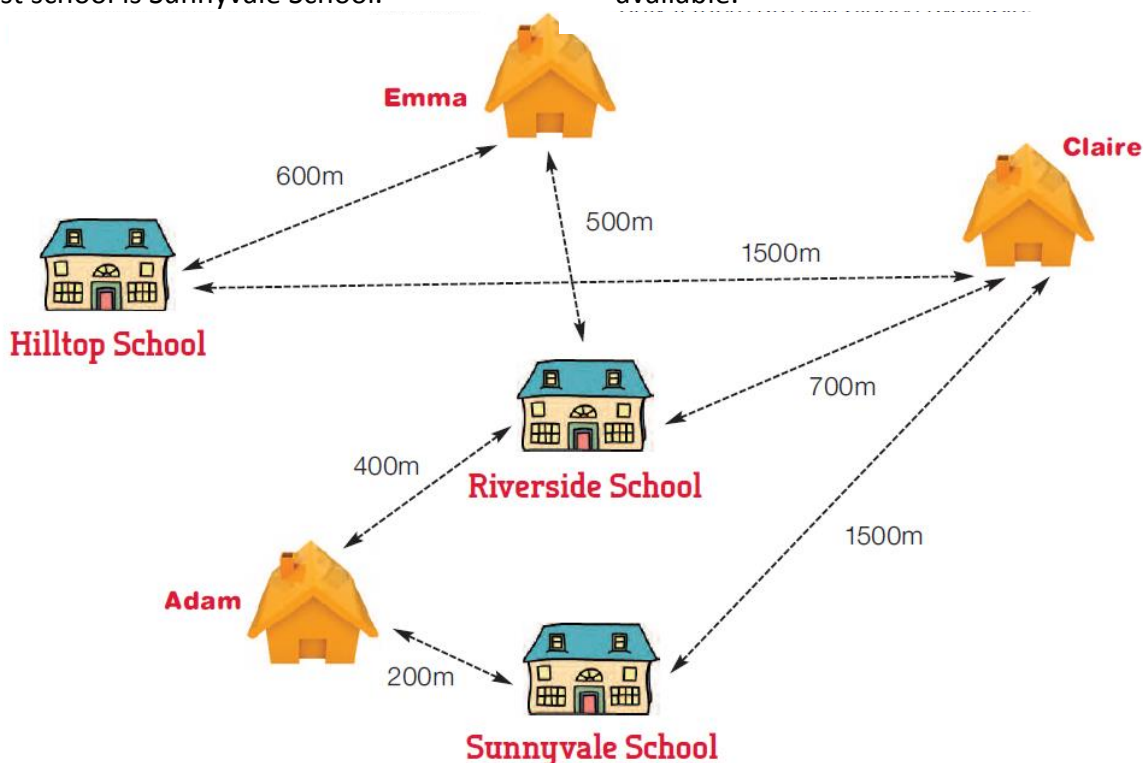 st school is Sunnyvale School.
available.
Emma
Claire
600m
500m
1500m
Hilltop School
700m
400m
Riverside School
1500m
Adam
200m
Sunnyvale School